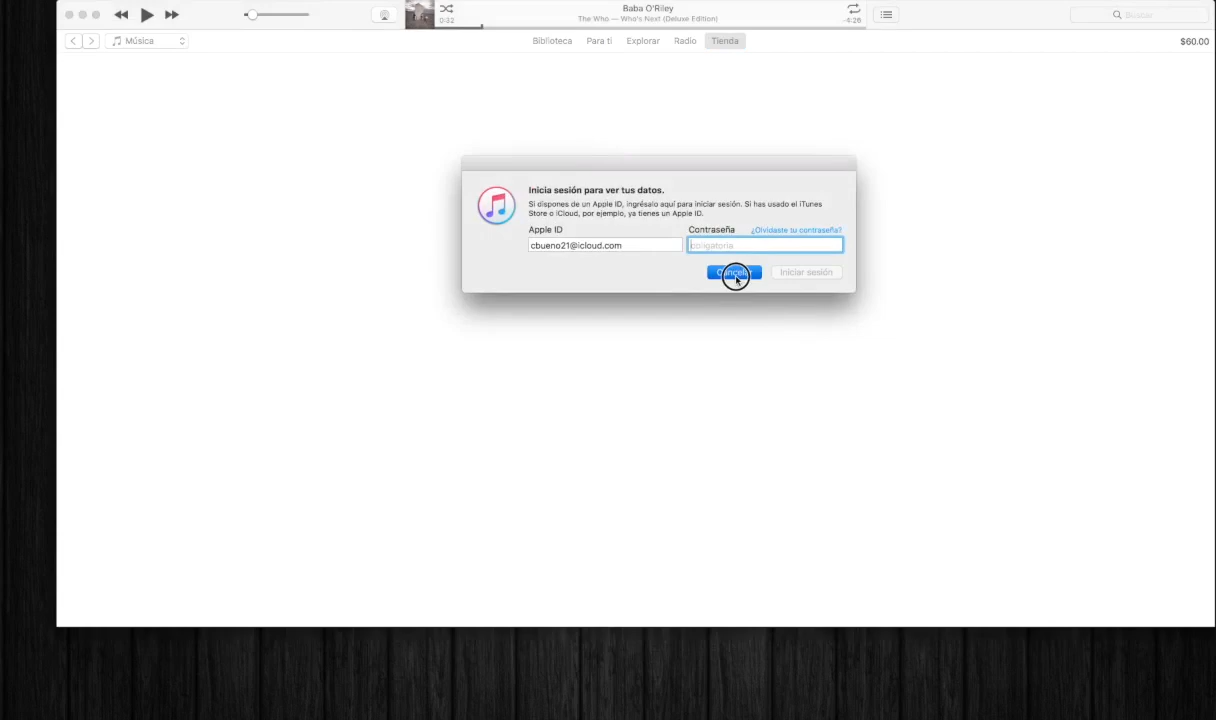 Baba O'Riley
0:32
The Who — Who's Next (Deluxe Edition)
-4:26
Buscar
Música
Biblioteca
Para ti
Explorar
Radio
Tienda
$60.00
Inicia sesión para ver tus datos.
Si dispones de un Apple ID, ingrésalo aquí para iniciar sesión. Si has usado el iTunes
Store o iCloud, por ejemplo, ya tienes un Apple ID.
Apple ID
Contraseña
¿Olvidaste tu contraseña?
cbueno21@icloud.com
obligatoria
Cancelar
Iniciar sesión